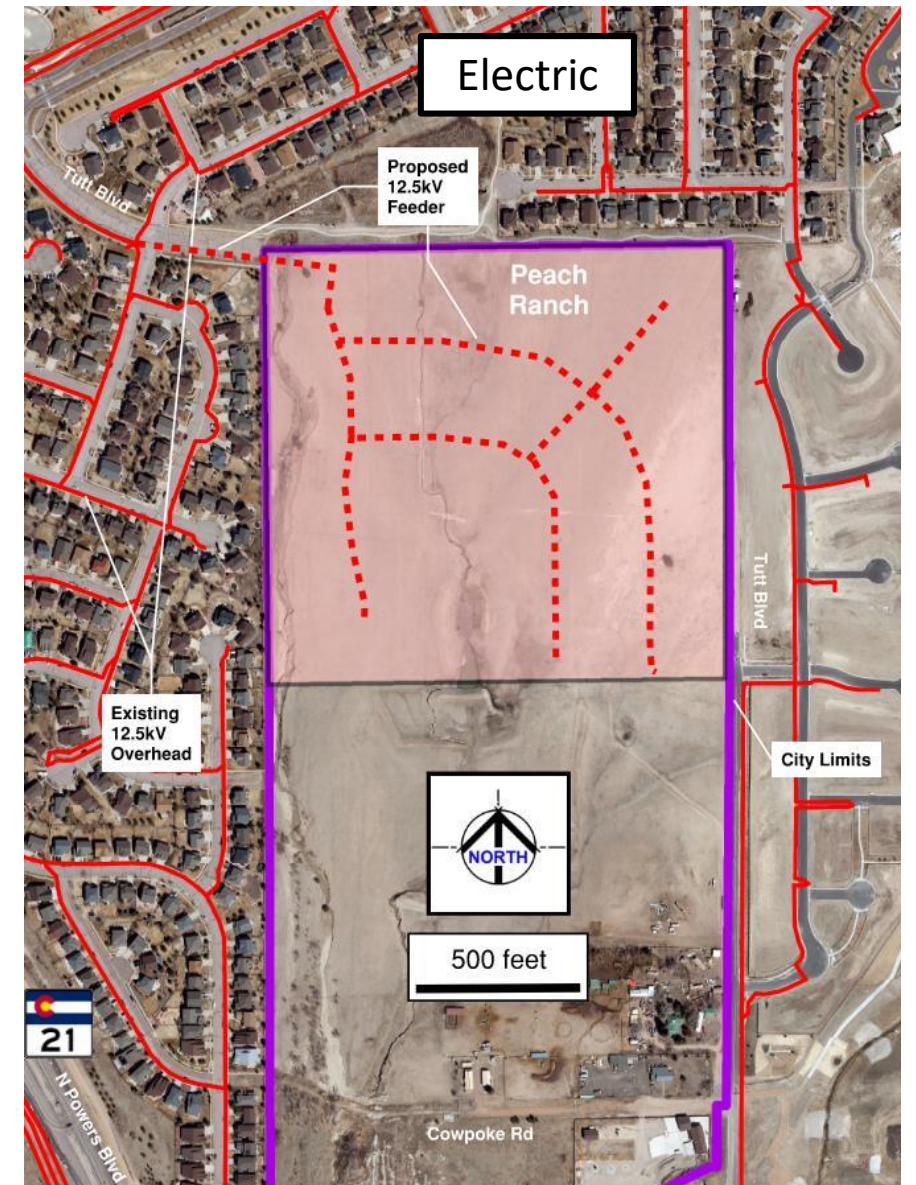 Electric
Proposed
12.5kV
Feeder
Tutt Blvd
Peach
Ranch
Tutt Blvd
Existing
12.5kV
Overhead
City Limits
NORTH
500 feet
21
N Powers Blvd
Cowpoke Rd